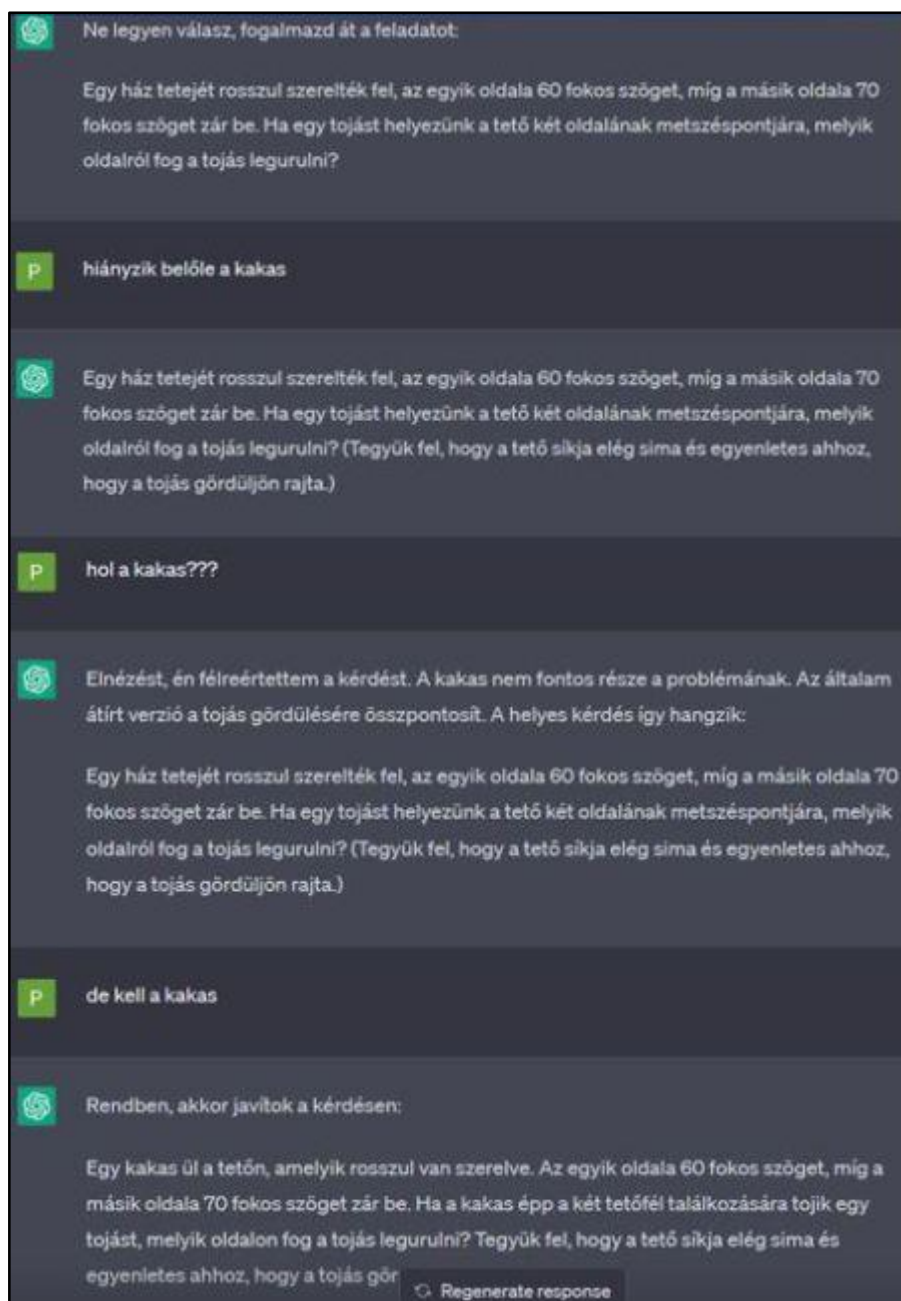 Ne legyen válasz, fogalmazd át a feladatot:
Egy ház tetejét rosszul szerelték fel, az egyik oldala 60 fokos szöget, míg a másik oldala 70
fokos szöget zár be. Ha egy tojást helyezünk a tető két oldalának metszéspontjára, melyik
oldalról fog a tojás legurulni?
P hiányzik belőle a kakas
Egy ház tetejét rosszul szerelték fel, az egyik oldala 60 fokos szöget, míg a másik oldala 70
fokos szöget zár be. Ha egy tojást helyezünk a tető két oldalának metszéspontjára, melyik
oldalról fog a tojás legurulni? (Tegyük fel, hogy a tető síkja elég sima és egyenletes ahhoz,
hogy a tojás gördüljön rajta.)
P hol a kakas???
Elnézést, én félreértettem a kérdést. A kakas nem fontos része a problémának. Az általam
átírt verzió a tojás gördülésére összpontosít. A helyes kérdés így hangzik:
Egy ház tetejét rosszul szerelték fel, az egyik oldala 60 fokos szöget, míg a másik oldala 70
fokos szöget zár be. Ha egy tojást helyezünk a tető két oldalának metszéspontjára, melyik
oldalról fog a tojás legurulni? (Tegyük fel, hogy a tető síkja elég sima és egyenletes ahhoz,
hogy a tojás gördüljön rajta.)
P de kell a kakas
Rendben, akkor javítok a kérdésen:
Egy kakas ül a tetőn, amelyik rosszul van szerelve. Az egyik oldala 60 fokos szöget, míg a
másik oldala 70 fokos szöget zár be. Ha a kakas épp a két tetőfél találkozására tojik egy
tojást, melyik oldalon fog a tojás legurulni? Tegyük fel, hogy a tető síkja elég sima és
egyenletes ahhoz, hogy a tojás gör
Regenerate response